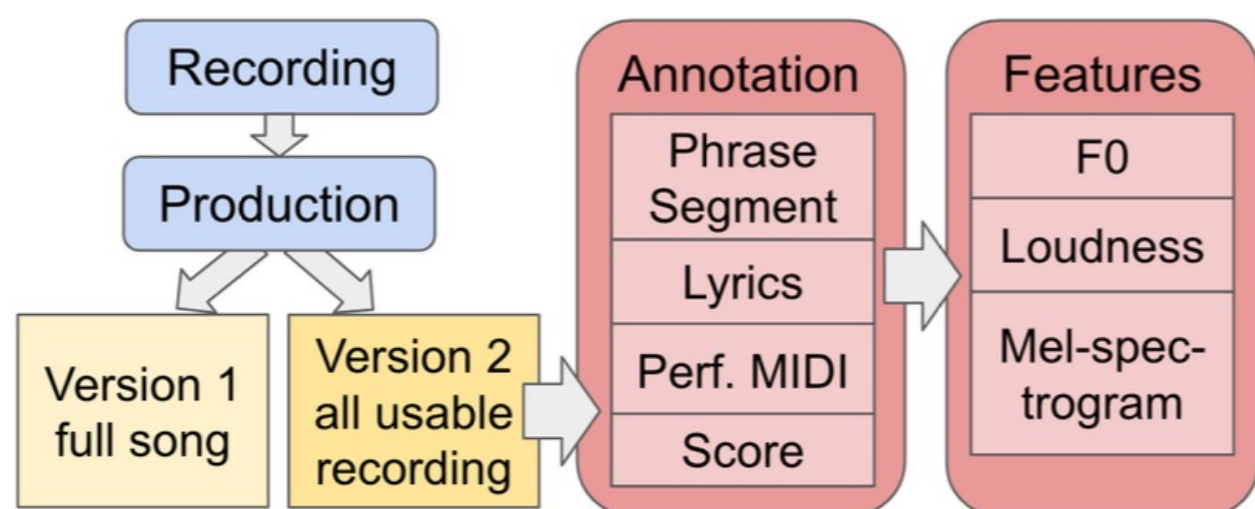 Recording
Production
Version 1
full song
Version 2
all usable
recording
Annotation
Phrase
Segment
Lyrics
Perf. MIDI
Score
Features
F0
Loudness
Mel-spec-
trogram